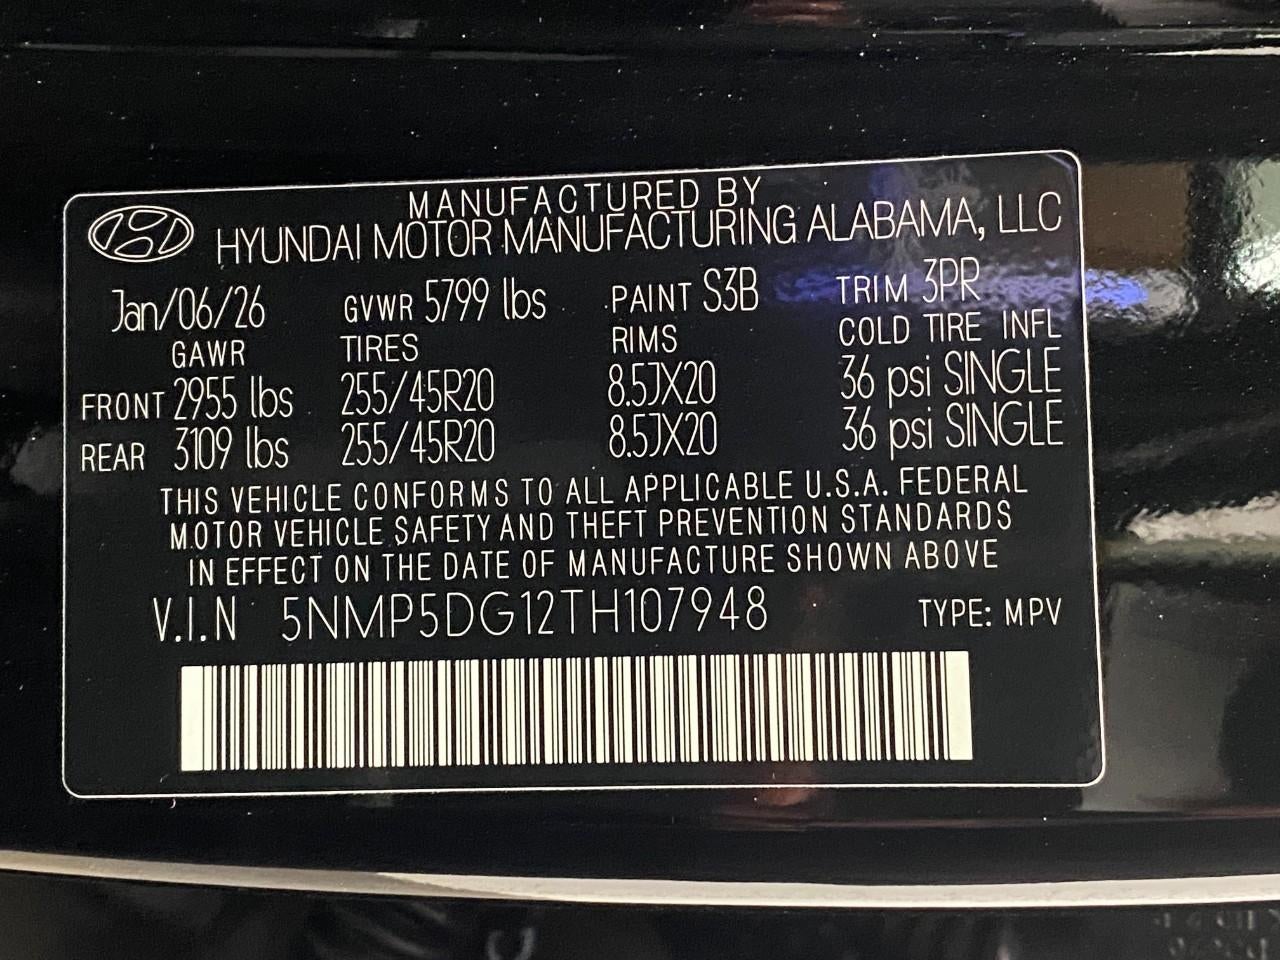 MANUFACTURED BY
HYUNDAI MOTOR MANUFACTURING ALABAMA, LLC
Jan/06/26 GVWR 5799 lbs PAINT S3B TRIM 3PR
GAWR TIRES RIMS COLD TIRE INFL
FRONT 2955 lbs 255/45R20 8.5JX20 36 psi SINGLE
REAR 3109 lbs 255/45R20 8.5JX20 36 psi SINGLE
THIS VEHICLE CONFORMS TO ALL APPLICABLE U.S.A. FEDERAL
MOTOR VEHICLE SAFETY AND THEFT PREVENTION STANDARDS
IN EFFECT ON THE DATE OF MANUFACTURE SHOWN ABOVE
V.I.N 5NMP5DG12TH107948 TYPE: MPV